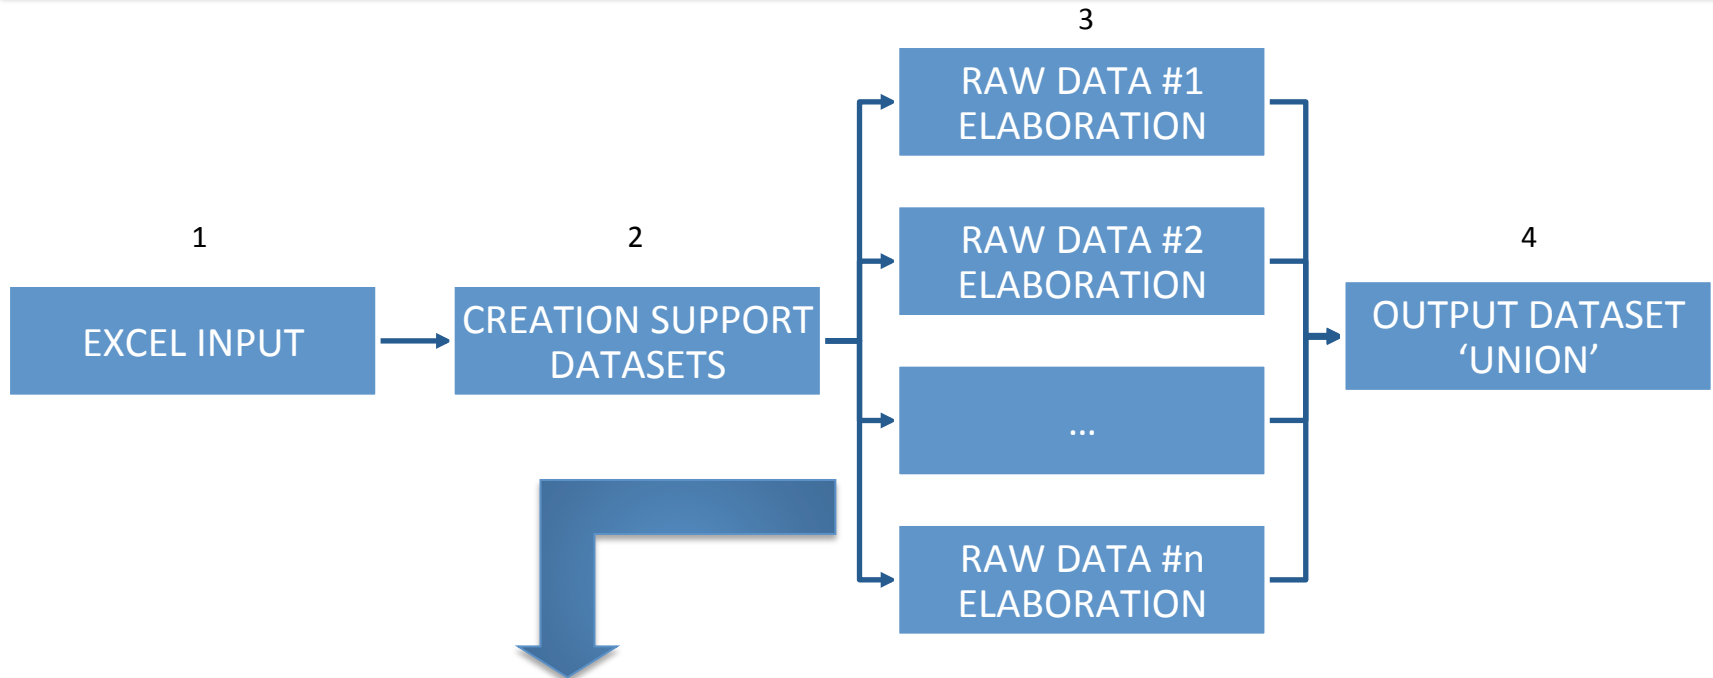 1
EXCEL INPUT
2
CREATION SUPPORT
DATASETS
3
RAW DATA #1
ELABORATION
RAW DATA #2
ELABORATION
...
RAW DATA #n
ELABORATION
4
OUTPUT DATASET
‘UNION’